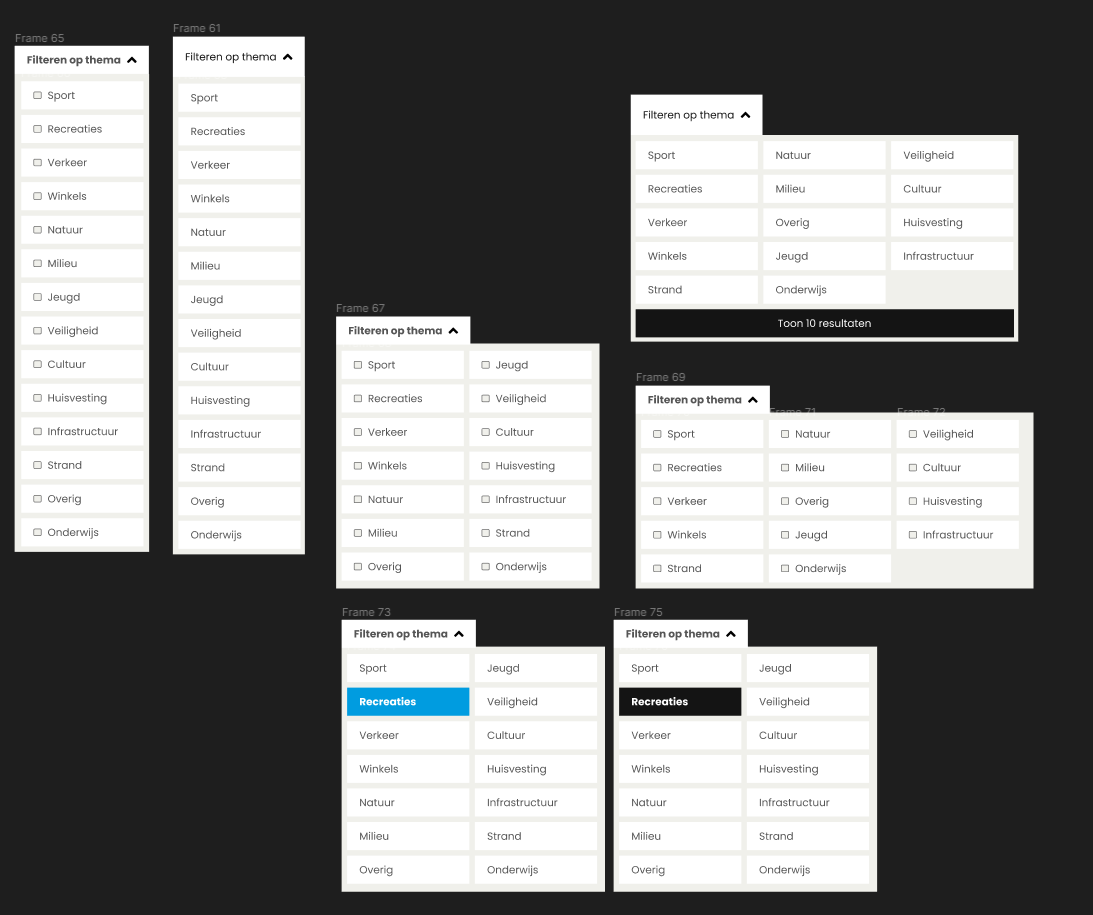 Frame 65
Filteren op thema
Sport
Recreaties
Verkeer
Winkels
Natuur
Milieu
Jeugd
Veiligheid
Cultuur
Huisvesting
Infrastructuur
Strand
Overig
Onderwijs
Frame 61
Filteren op thema
Sport
Recreaties
Verkeer
Winkels
Natuur
Milieu
Jeugd
Veiligheid
Cultuur
Huisvesting
Infrastructuur
Strand
Overig
Onderwijs
Filteren op thema
Sport Natuur Veiligheid
Recreaties Milieu Cultuur
Verkeer Overig Huisvesting
Winkels Jeugd Infrastructuur
Strand Onderwijs
Toon 10 resultaten
Frame 67
Filteren op thema
Sport Jeugd
Recreaties Veiligheid
Verkeer Cultuur
Winkels Huisvesting
Natuur Infrastructuur
Milieu Strand
Overig Onderwijs
Frame 69
Filteren op thema
Frame 71 Frame 72
Sport Natuur Veiligheid
Recreaties Milieu Cultuur
Verkeer Overig Huisvesting
Winkels Jeugd Infrastructuur
Strand Onderwijs
Frame 73
Filteren op thema
Sport Jeugd
Recreaties Veiligheid
Verkeer Cultuur
Winkels Huisvesting
Natuur Infrastructuur
Milieu Strand
Overig Onderwijs
Frame 75
Filteren op thema
Sport Jeugd
Recreaties Veiligheid
Verkeer Cultuur
Winkels Huisvesting
Natuur Infrastructuur
Milieu Strand
Overig Onderwijs